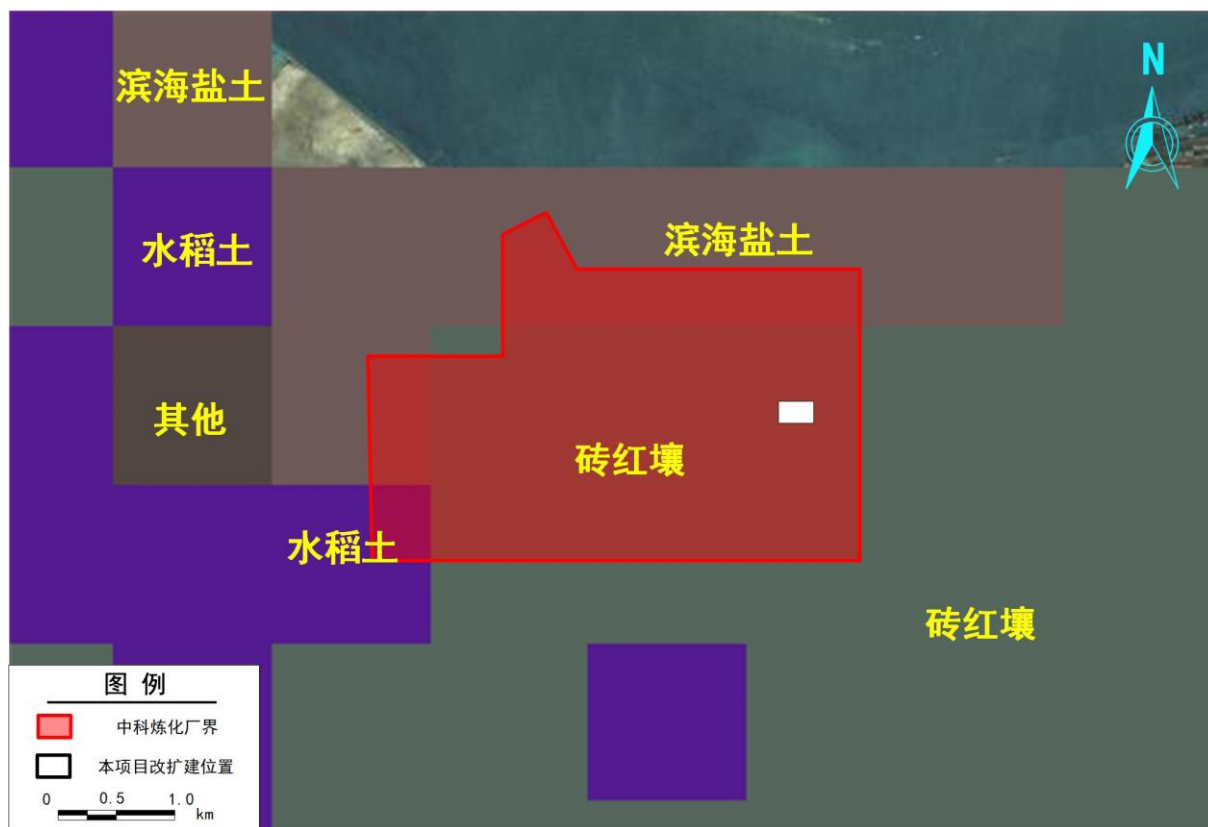 滨海盐土
N
水稻土
滨海盐土
其他
砖红壤
水稻土
砖红壤
图 例
中科炼化厂界
本项目改扩建位置
0 0.5 1.0
km